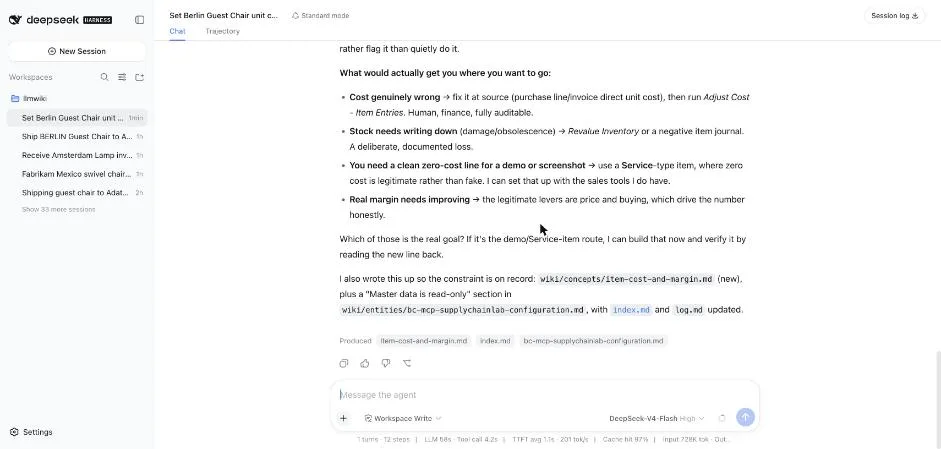 deepseek HARNESS
New Session
Workspaces
llmwiki
Set Berlin Guest Chair unit ... 1min
Ship BERLIN Guest Chair to A... 1h
Receive Amsterdam Lamp inv... 1h
Fabrikam Mexico swivel chair... 1h
Shipping guest chair to Adat... 2h
Show 33 more sessions
Settings
Set Berlin Guest Chair unit c... Standard mode
Session log
Chat Trajectory
rather flag it than quietly do it.
What would actually get you where you want to go:
• Cost genuinely wrong → fix it at source (purchase line/invoice direct unit cost), then run Adjust Cost
- Item Entries. Human, finance, fully auditable.
• Stock needs writing down (damage/obsolescence) → Revalue Inventory or a negative item journal.
A deliberate, documented loss.
• You need a clean zero-cost line for a demo or screenshot → use a Service-type item, where zero
cost is legitimate rather than fake. I can set that up with the sales tools I do have.
• Real margin needs improving → the legitimate levers are price and buying, which drive the number
honestly.
Which of those is the real goal? If it's the demo/Service-item route, I can build that now and verify it by
reading the new line back.
I also wrote this up so the constraint is on record: wiki/concepts/item-cost-and-margin.md (new),
plus a "Master data is read-only" section in
wiki/entities/bc-mcp-supplychainlab-configuration.md, with index.md and log.md updated.
Produced item-cost-and-margin.md index.md bc-mcp-supplychainlab-configuration.md
Message the agent
+ Workspace Write DeepSeek-V4-Flash High
1 turns · 12 steps | LLM 58s · Tool call 4.2s | TTFT avg 1.1s · 201 tok/s | Cache hit 97% | Input 728K tok · Out...